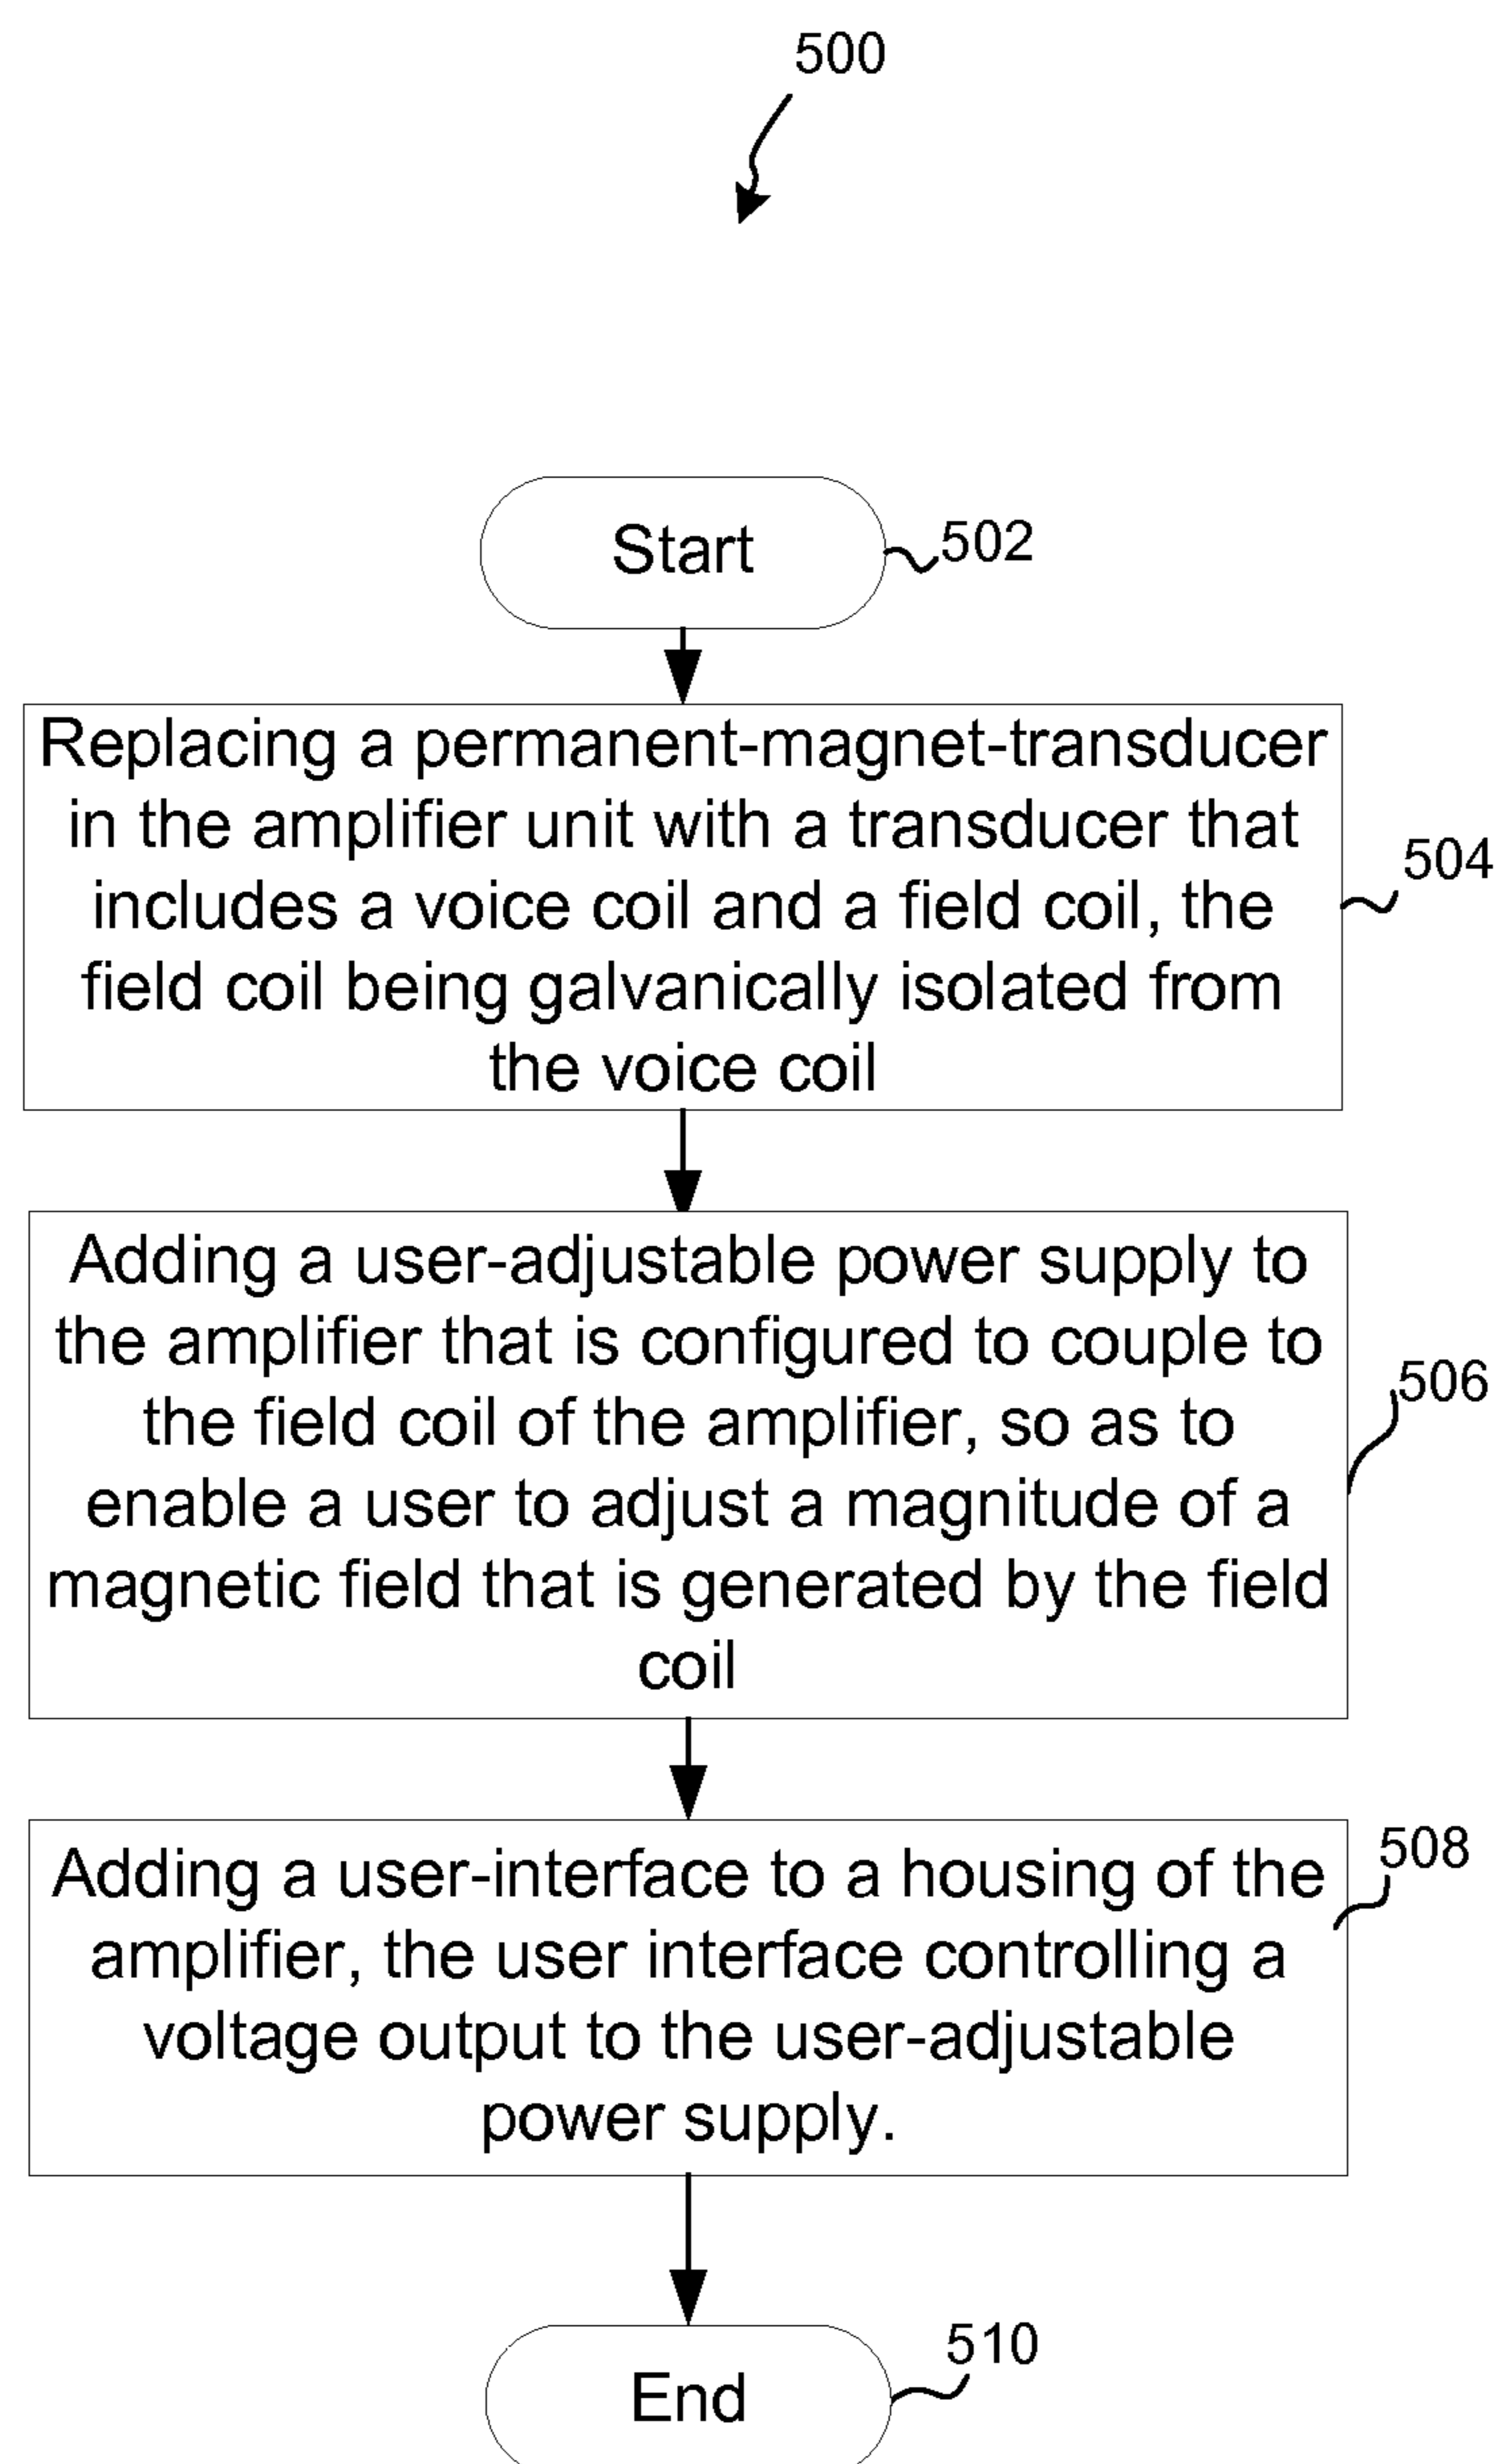 500
Start
502
Replacing a permanent-magnet-transducer
in the amplifier unit with a transducer that
includes a voice coil and a field coil, the
field coil being galvanically isolated from
the voice coil
504
Adding a user-adjustable power supply to
the amplifier that is configured to couple to
the field coil of the amplifier, so as to
enable a user to adjust a magnitude of a
magnetic field that is generated by the field
coil
506
Adding a user-interface to a housing of the
amplifier, the user interface controlling a
voltage output to the user-adjustable
power supply.
508
End
510